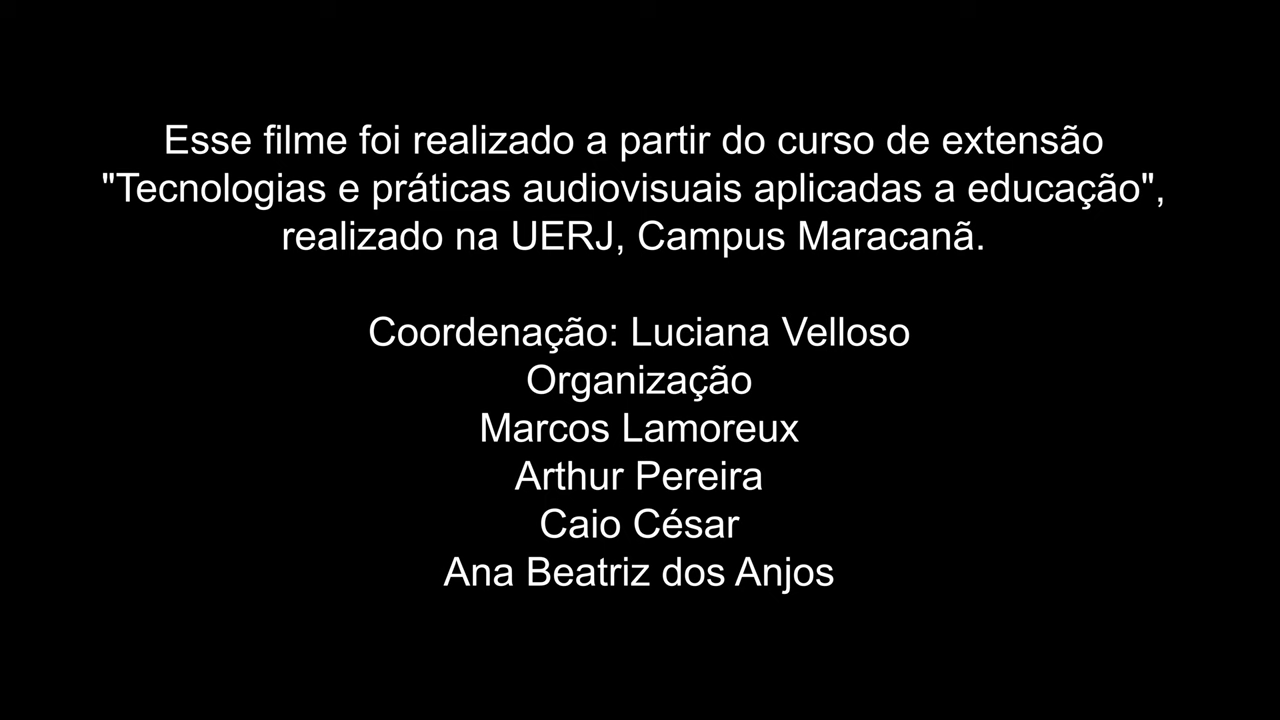 Esse filme foi realizado a partir do curso de extensão
"Tecnologias e práticas audiovisuais aplicadas a educação",
realizado na UERJ, Campus Maracanã.
Coordenação: Luciana Velloso
Organização
Marcos Lamoreux
Arthur Pereira
Caio César
Ana Beatriz dos Anjos